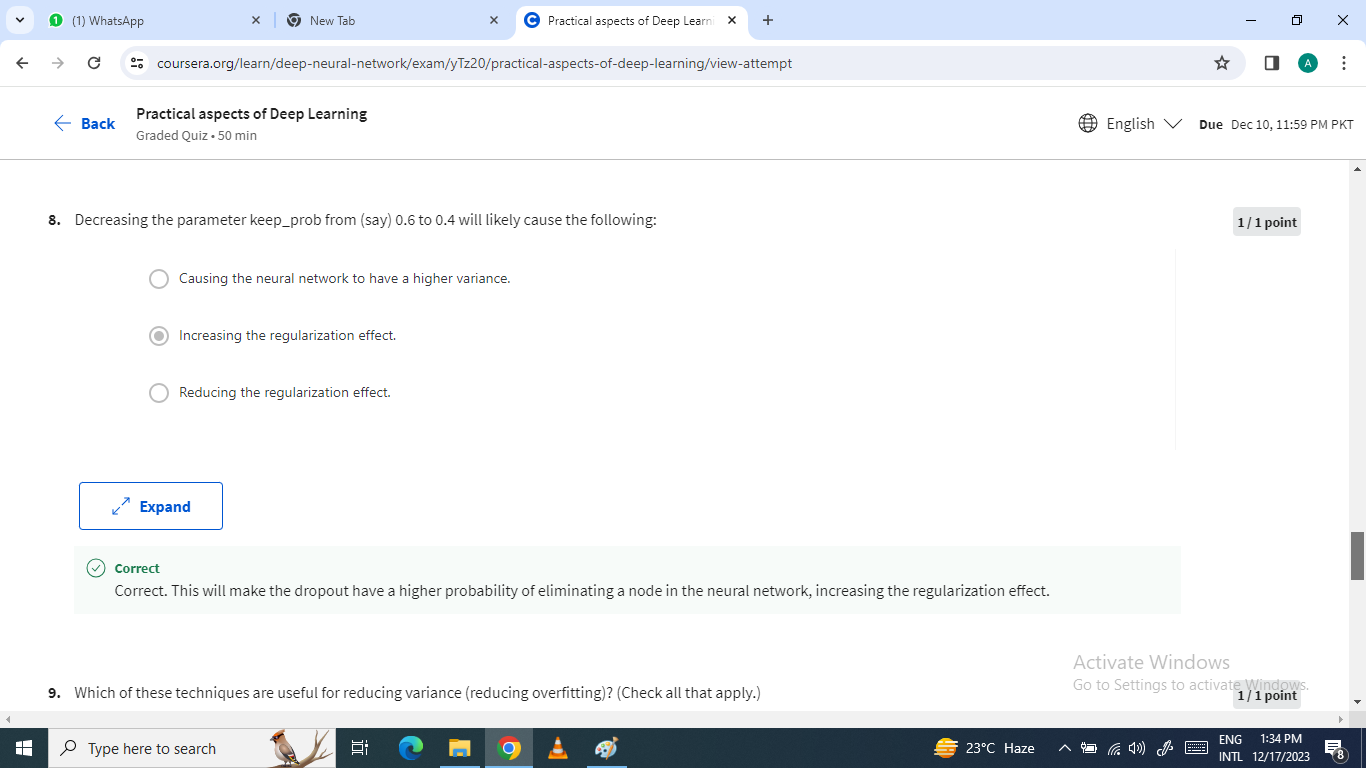 (1) WhatsApp
New Tab
Practical aspects of Deep Learni
coursera.org/learn/deep-neural-network/exam/yTz20/practical-aspects-of-deep-learning/view-attempt
A
Back
Practical aspects of Deep Learning
Graded Quiz • 50 min
English
Due Dec 10, 11:59 PM PKT
8. Decreasing the parameter keep_prob from (say) 0.6 to 0.4 will likely cause the following:
1 / 1 point
Causing the neural network to have a higher variance.
Increasing the regularization effect.
Reducing the regularization effect.
Expand
Correct
Correct. This will make the dropout have a higher probability of eliminating a node in the neural network, increasing the regularization effect.
Activate Windows
Go to Settings to activate Windows.
9. Which of these techniques are useful for reducing variance (reducing overfitting)? (Check all that apply.)
1 / 1 point
Type here to search
23°C Haze
ENG
INTL
1:34 PM
12/17/2023
8